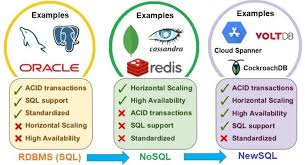 Examples
ORACLE
ACID transactions
SQL support
Standardized
Horizontal Scaling
High Availability
RDBMS (SQL)
Examples
cassandra
redis
Horizontal Scaling
High Availability
ACID transactions
SQL support
Standardized
NoSQL
Examples
VOLTDB
Cloud Spanner
CockroachDB
ACID transactions
Horizontal Scaling
High Availability
SQL support
Standardized
NewSQL